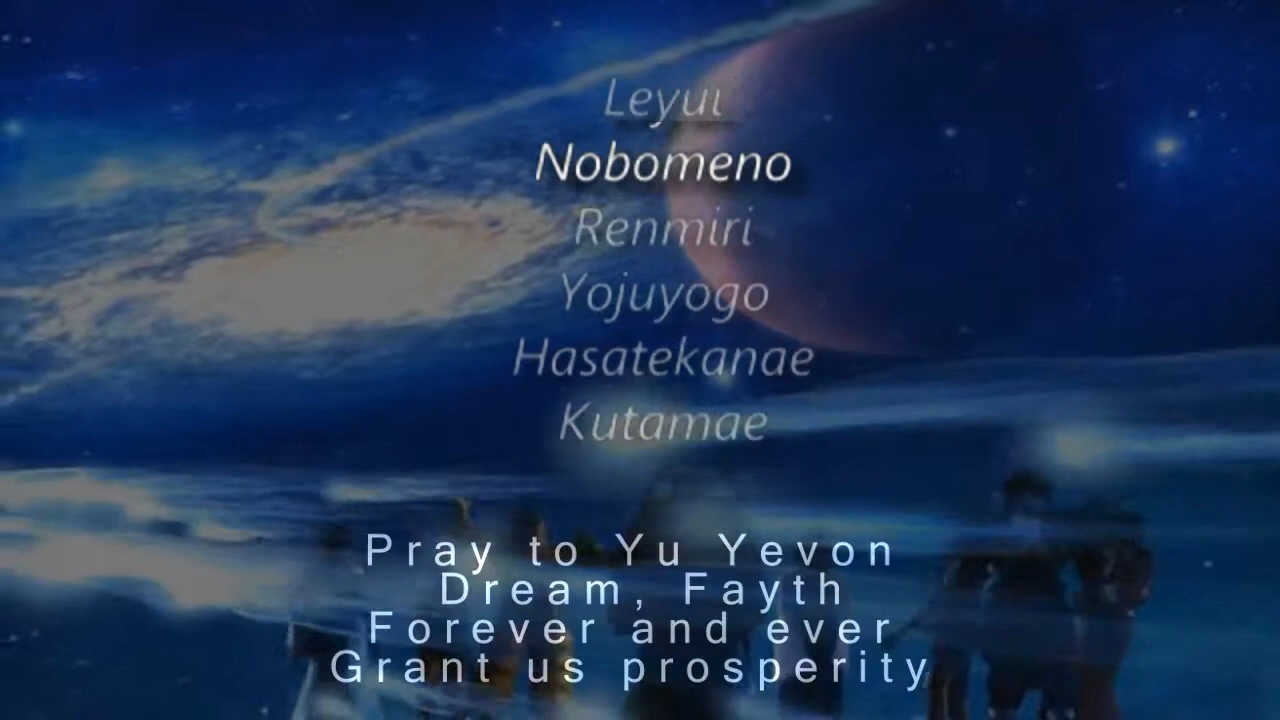 Leyui
Nobomeno
Renmiri
Yojuyogo
Hasatekanae
Kutamae
Pray to Yu Yevon
Dream, Fayth
Forever and ever
Grant us prosperity